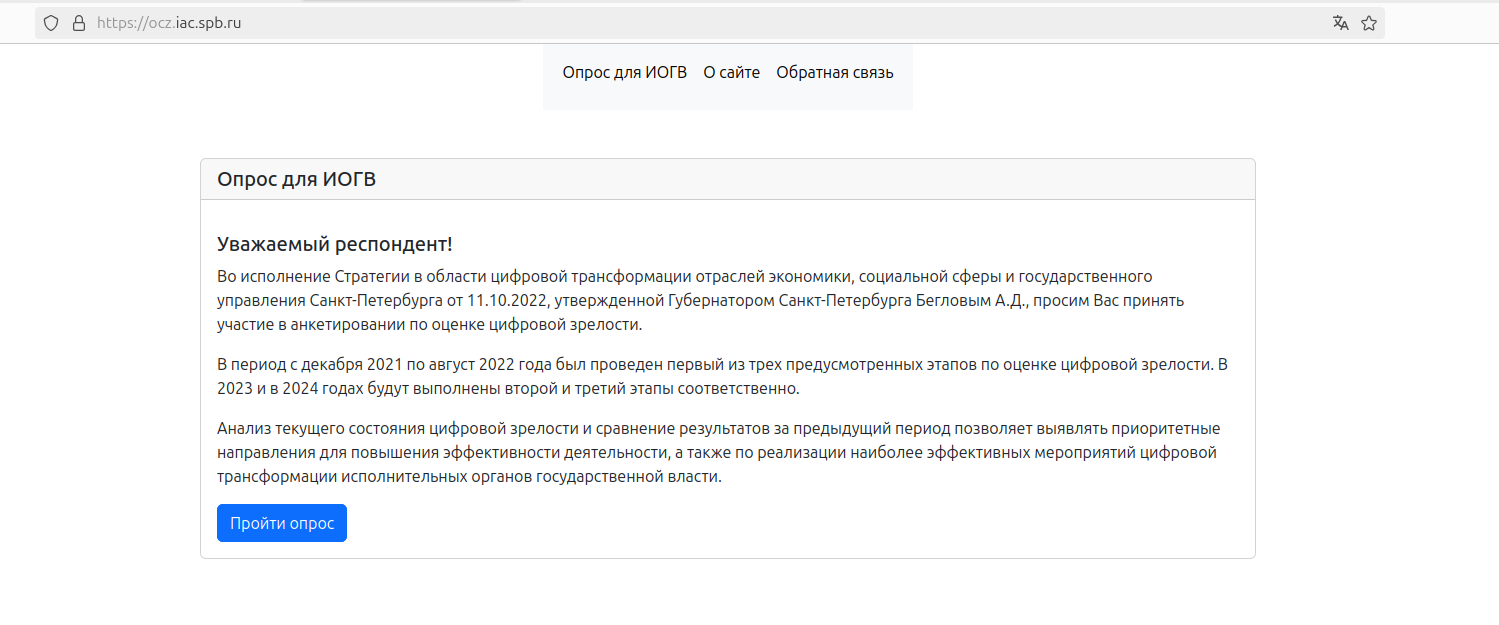 https://ocz.iac.spb.ru
Опрос для ИОГВ О сайте Обратная связь
Опрос для ИОГВ
Уважаемый респондент!
Во исполнение Стратегии в области цифровой трансформации отраслей экономики, социальной сферы и государственного
управления Санкт-Петербурга от 11.10.2022, утвержденной Губернатором Санкт-Петербурга Бегловым А.Д., просим Вас принять
участие в анкетировании по оценке цифровой зрелости.
В период с декабря 2021 по август 2022 года был проведен первый из трех предусмотренных этапов по оценке цифровой зрелости. В
2023 и в 2024 годах будут выполнены второй и третий этапы соответственно.
Анализ текущего состояния цифровой зрелости и сравнение результатов за предыдущий период позволяет выявлять приоритетные
направления для повышения эффективности деятельности, а также по реализации наиболее эффективных мероприятий цифровой
трансформации исполнительных органов государственной власти.
Пройти опрос